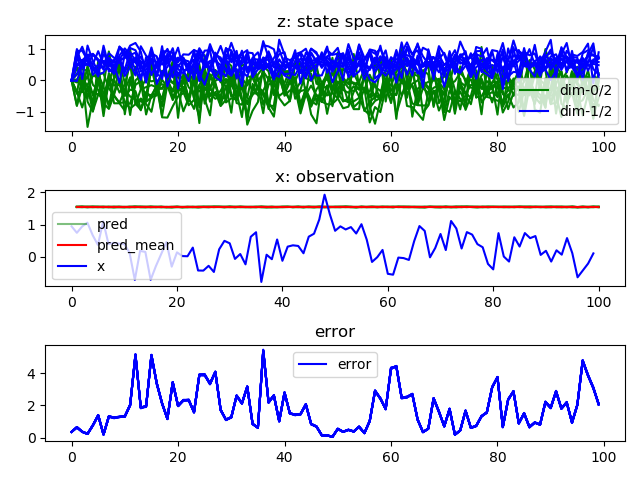 z: state space
1
0
−1
dim-0/2
dim-1/2
0 20 40 60 80 100
x: observation
2
1
0
pred
pred_mean
x
0 20 40 60 80 100
error
4
2
0
error
0 20 40 60 80 100